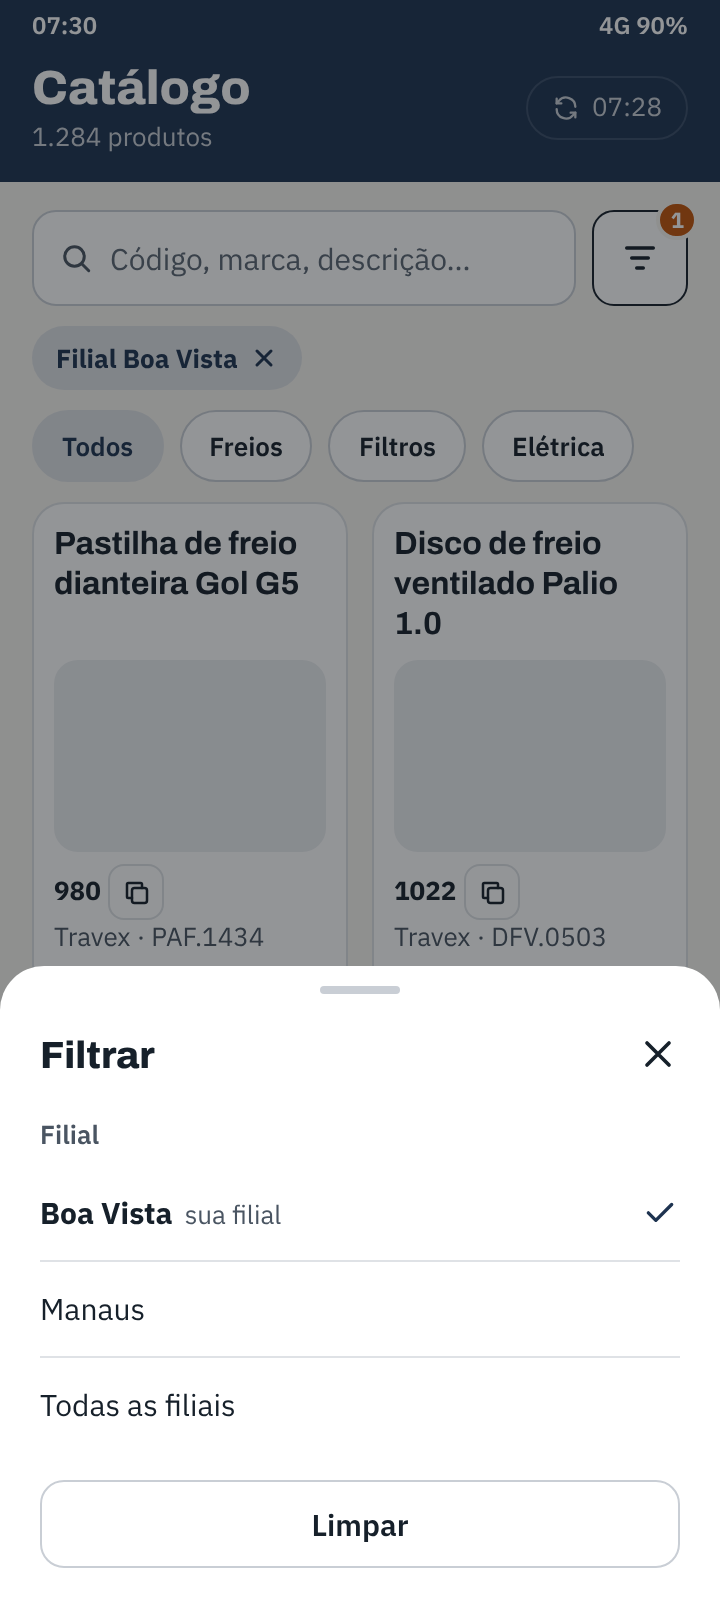 07:30
4G 90%
Catálogo
07:28
1.284 produtos
1
Código, marca, descrição...
Filial Boa Vista
Todos
Freios
Filtros
Elétrica
Pastilha de freio
dianteira Gol G5
980
Travex · PAF.1434
Disco de freio
ventilado Palio
1.0
1022
Travex · DFV.0503
Filtrar
Filial
Boa Vista sua filial
Manaus
Todas as filiais
Limpar